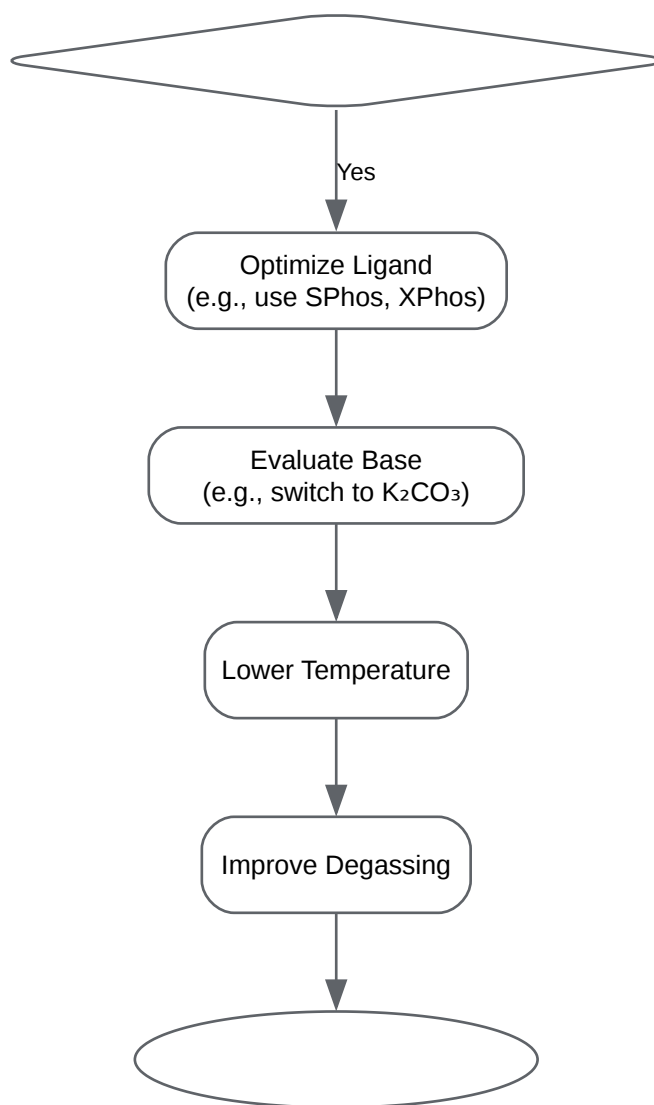 Yes
Optimize Ligand
(e.g., use SPhos, XPhos)
Evaluate Base
(e.g., switch to K₂CO₃)
Lower Temperature
Improve Degassing